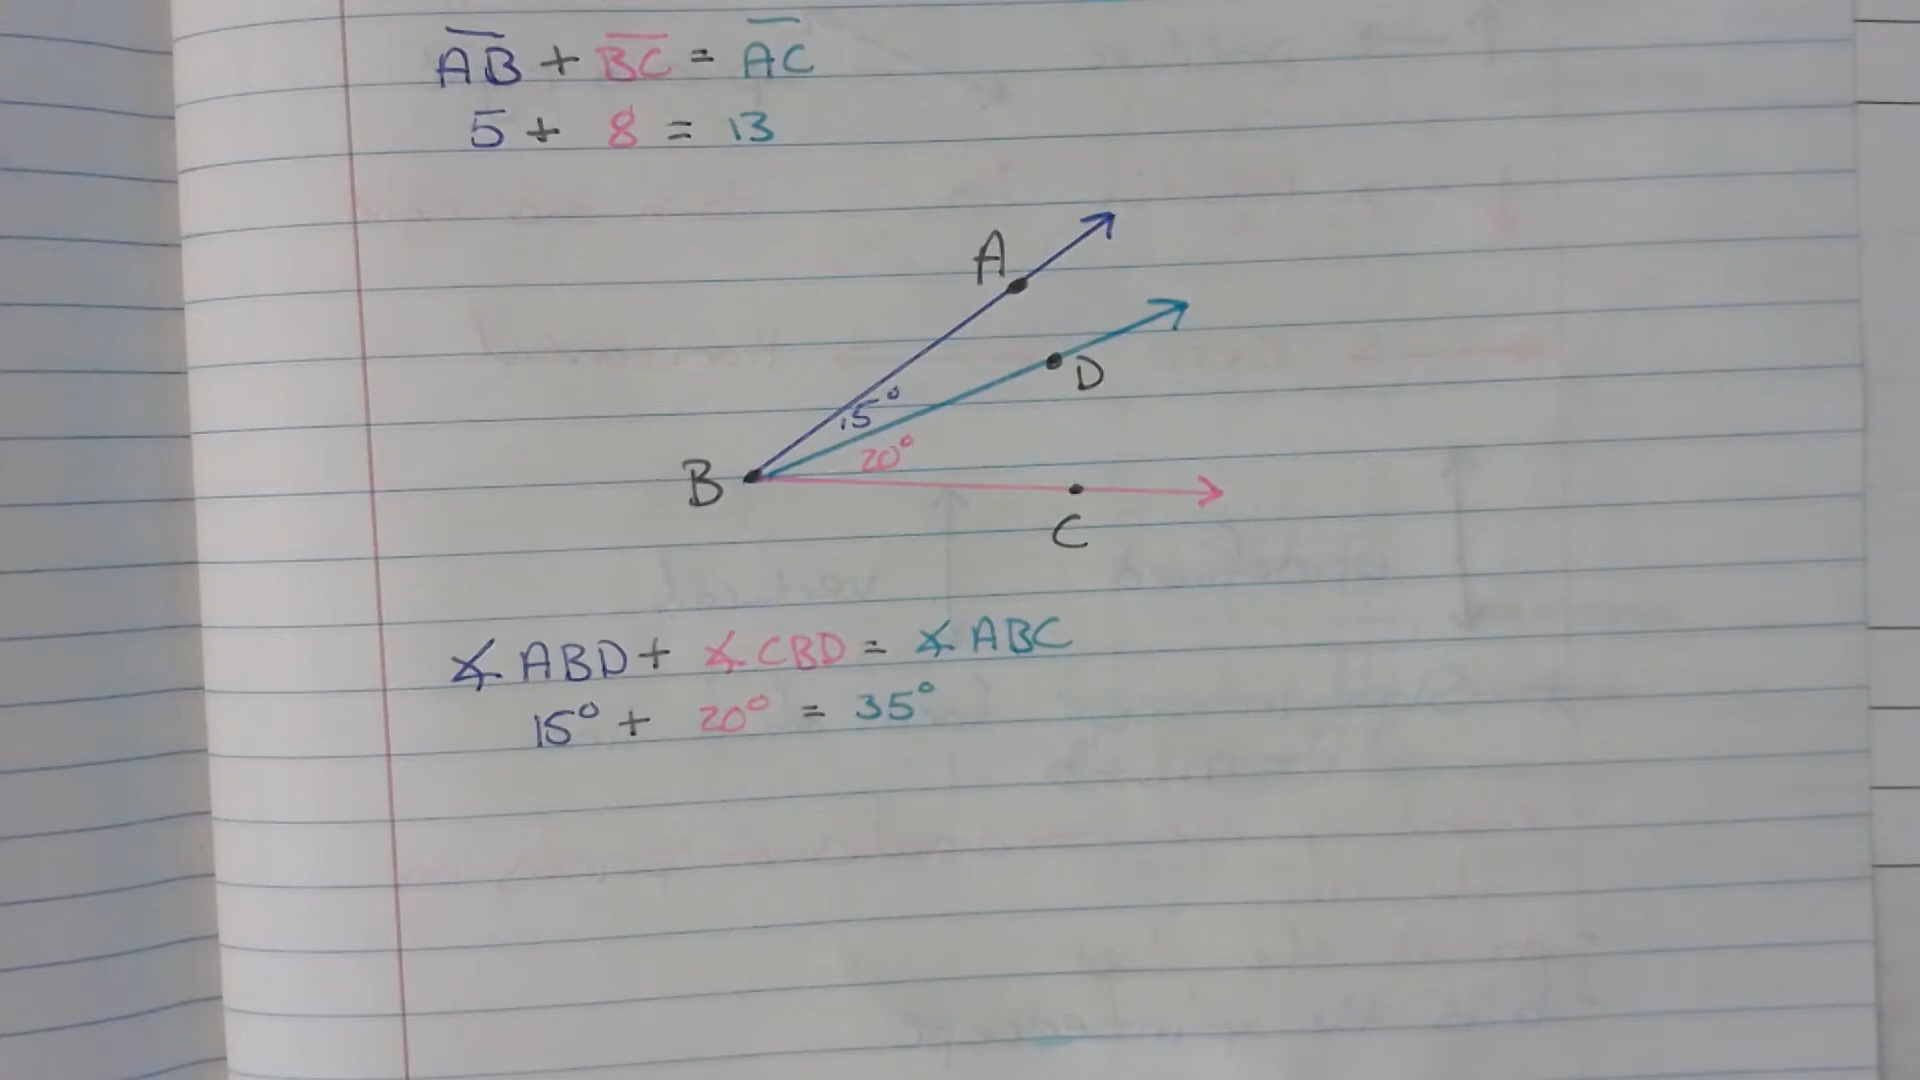 AB + BC = AC
5 + 8 = 13
A
D
15°
20°
B
C
∡ ABD + ∡ CBD = ∡ ABC
15° + 20° = 35°